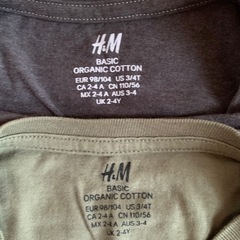 H&M
BASIC
ORGANIC COTTON
EUR 98/104 US 3/4T
CA 2-4 A CN 110/56
MX 2-4 A AUS 3-4
UK 2-4Y
H&M
BASIC
ORGANIC COTTON
EUR 98/104 US 3/4T
CA 2-4 A CN 110/56
MX 2-4 A AUS 3-4
UK 2-4Y